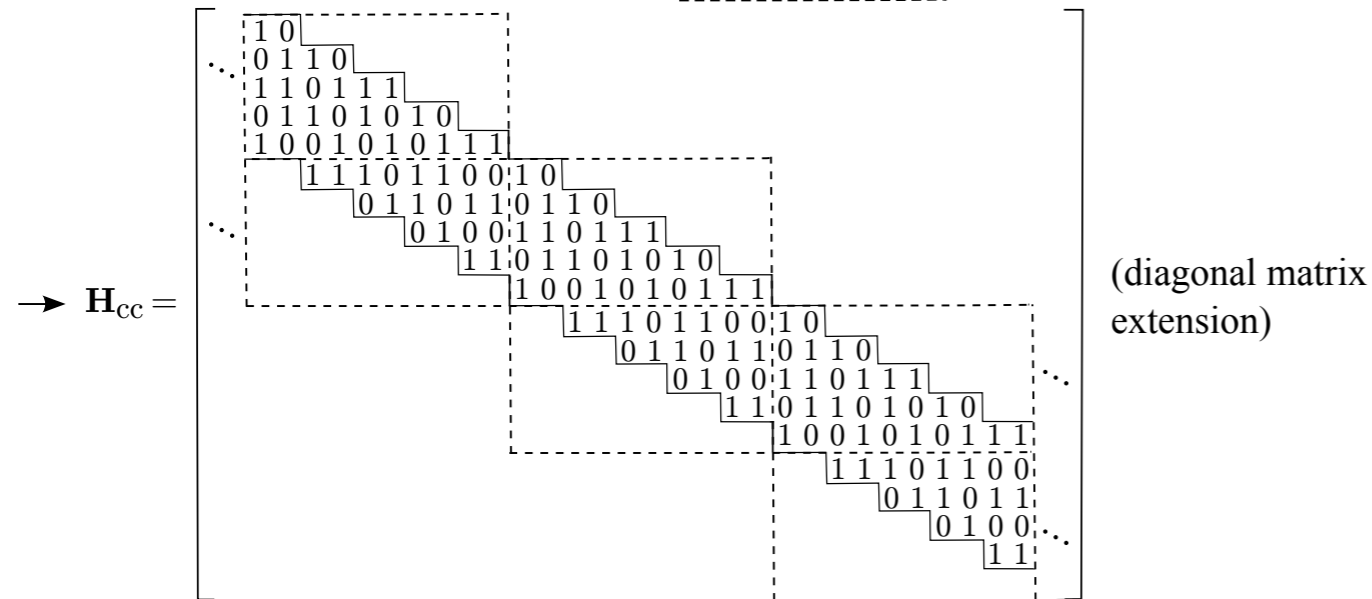 1 0
0 1 1 0
1 1 0 1 1 1
0 1 1 0 1 0 1 0
1 0 0 1 0 1 0 1 1 1
1 1 1 0 1 1 0 0 1 0
0 1 1 0 1 1 0 1 1 0
0 1 0 0 1 1 0 1 1 1
1 1 0 1 1 0 1 0 1 0
1 0 0 1 0 1 0 1 1 1
→ H_cc = (diagonal matrix
extension)
1 1 1 0 1 1 0 0 1 0
0 1 1 0 1 1 0 1 1 0
0 1 0 0 1 1 0 1 1 1
1 1 0 1 1 0 1 0 1 0
1 0 0 1 0 1 0 1 1 1
1 1 1 0 1 1 0 0
0 1 1 0 1 1
0 1 0 0
1 1